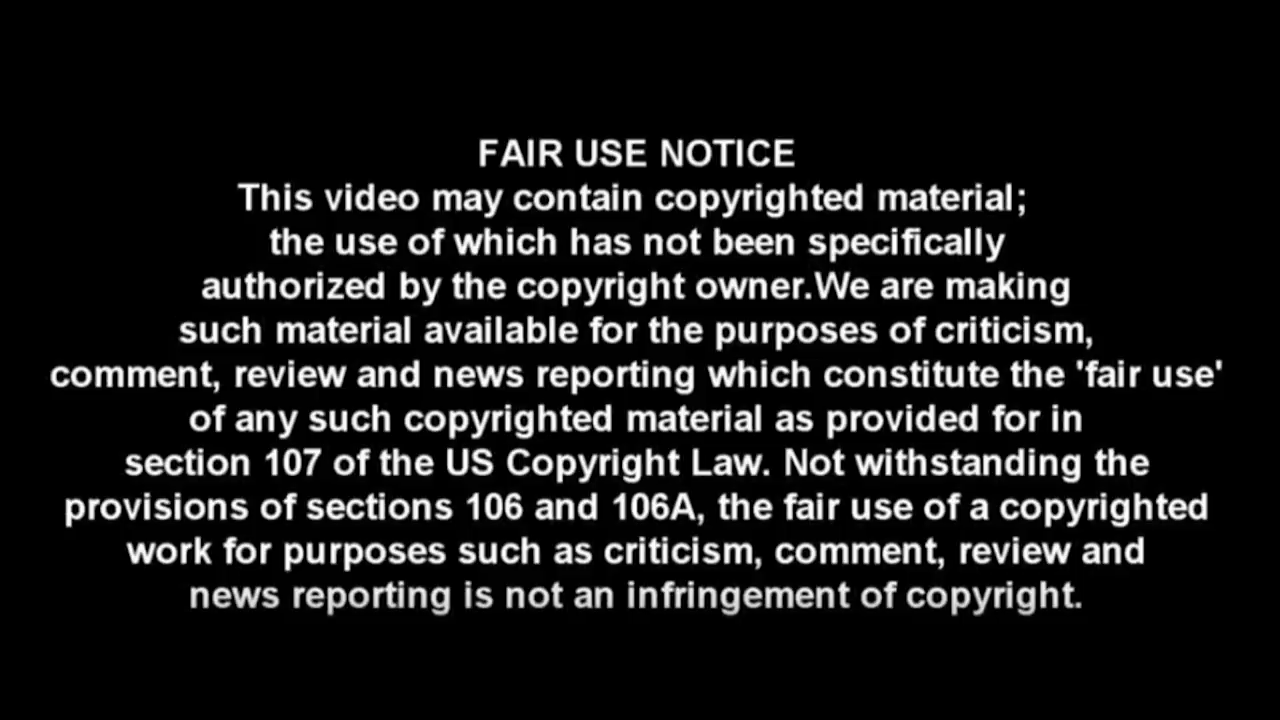 FAIR USE NOTICE
This video may contain copyrighted material;
the use of which has not been specifically
authorized by the copyright owner.We are making
such material available for the purposes of criticism,
comment, review and news reporting which constitute the 'fair use'
of any such copyrighted material as provided for in
section 107 of the US Copyright Law. Not withstanding the
provisions of sections 106 and 106A, the fair use of a copyrighted
work for purposes such as criticism, comment, review and
news reporting is not an infringement of copyright.